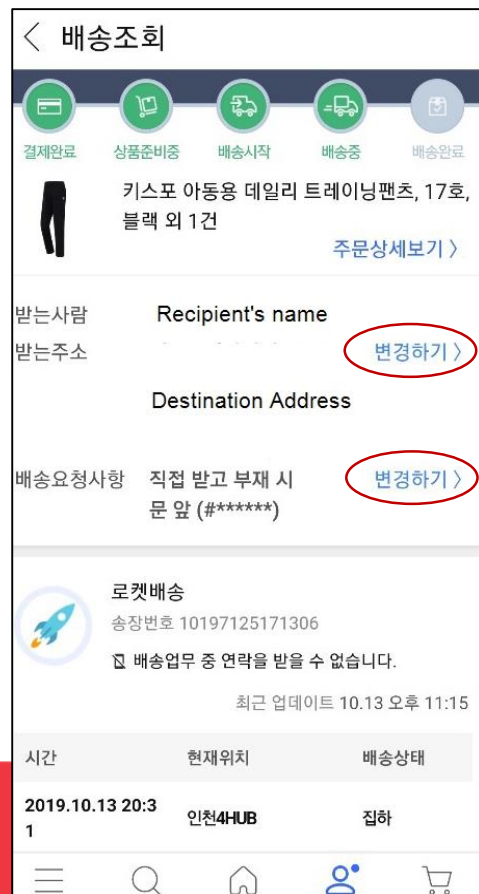 〈 배송조회
결제완료 상품준비중 배송시작 배송중 배송완료
키스포 아동용 데일리 트레이닝팬츠, 17호,
블랙 외 1건
주문상세보기 〉
받는사람 Recipient's name
받는주소 변경하기 〉
Destination Address
배송요청사항 직접 받고 부재 시 변경하기 〉
문 앞 (#******)
로켓배송
송장번호 10197125171306
배송업무 중 연락을 받을 수 없습니다.
최근 업데이트 10.13 오후 11:15
시간 현재위치 배송상태
2019.10.13 20:3
1 인천4HUB 집하